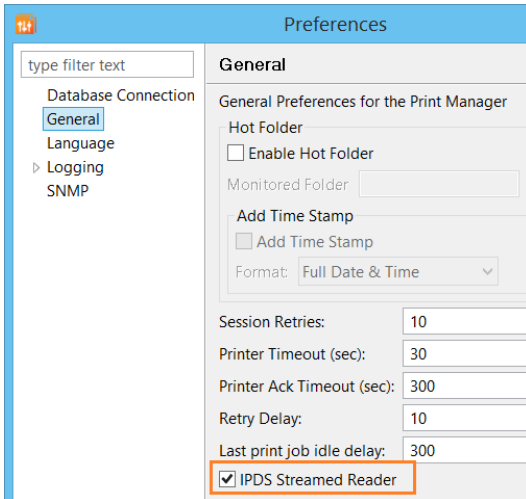 Preferences
type filter text
Database Connection
General
Language
Logging
SNMP
General
General Preferences for the Print Manager
Hot Folder
Enable Hot Folder
Monitored Folder
Add Time Stamp
Add Time Stamp
Format: Full Date & Time
Session Retries: 10
Printer Timeout (sec): 30
Printer Ack Timeout (sec): 300
Retry Delay: 10
Last print job idle delay: 300
IPDS Streamed Reader